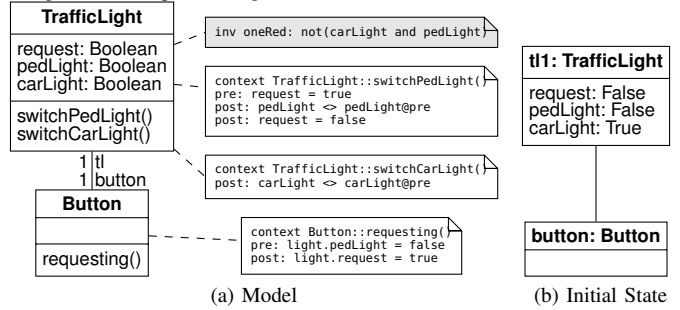 TrafficLight
request: Boolean
pedLight: Boolean
carLight: Boolean
switchPedLight()
switchCarLight()
1 tl
1 button
Button
requesting()
inv oneRed: not(carLight and pedLight)
context TrafficLight::switchPedLight()
pre: request = true
post: pedLight <> pedLight@pre
post: request = false
context TrafficLight::switchCarLight()
post: carLight <> carLight@pre
context Button::requesting()
pre: light.pedLight = false
post: light.request = true
(a) Model
tl1: TrafficLight
request: False
pedLight: False
carLight: True
button: Button
(b) Initial State